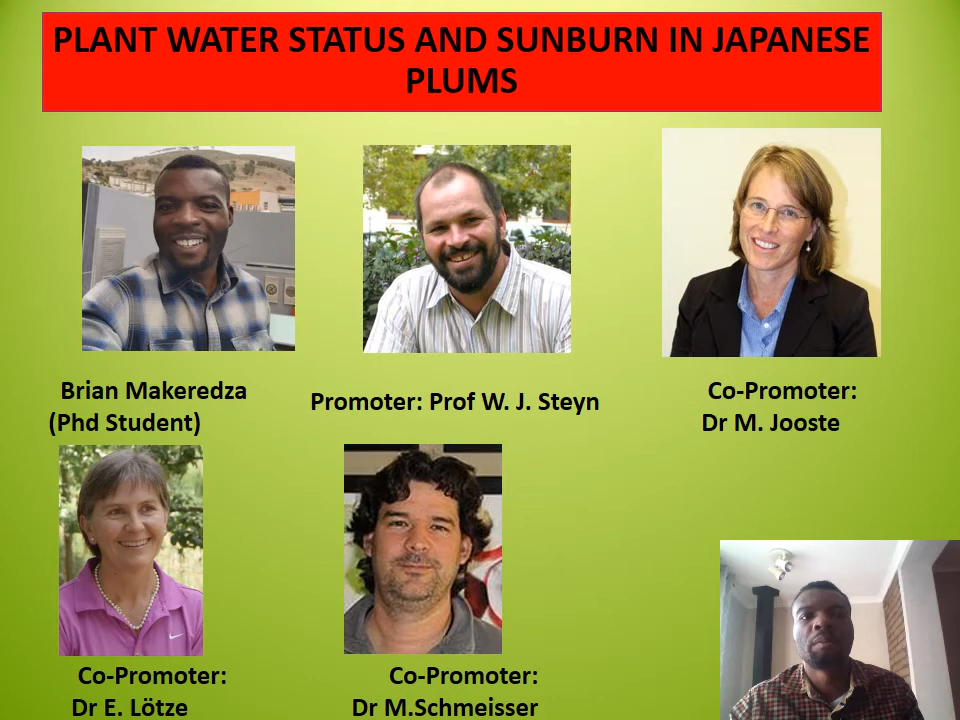 PLANT WATER STATUS AND SUNBURN IN JAPANESE
PLUMS
Brian Makeredza
(Phd Student)
Promoter: Prof W. J. Steyn
Co-Promoter:
Dr M. Jooste
Co-Promoter:
Dr E. Lötze
Co-Promoter:
Dr M.Schmeisser